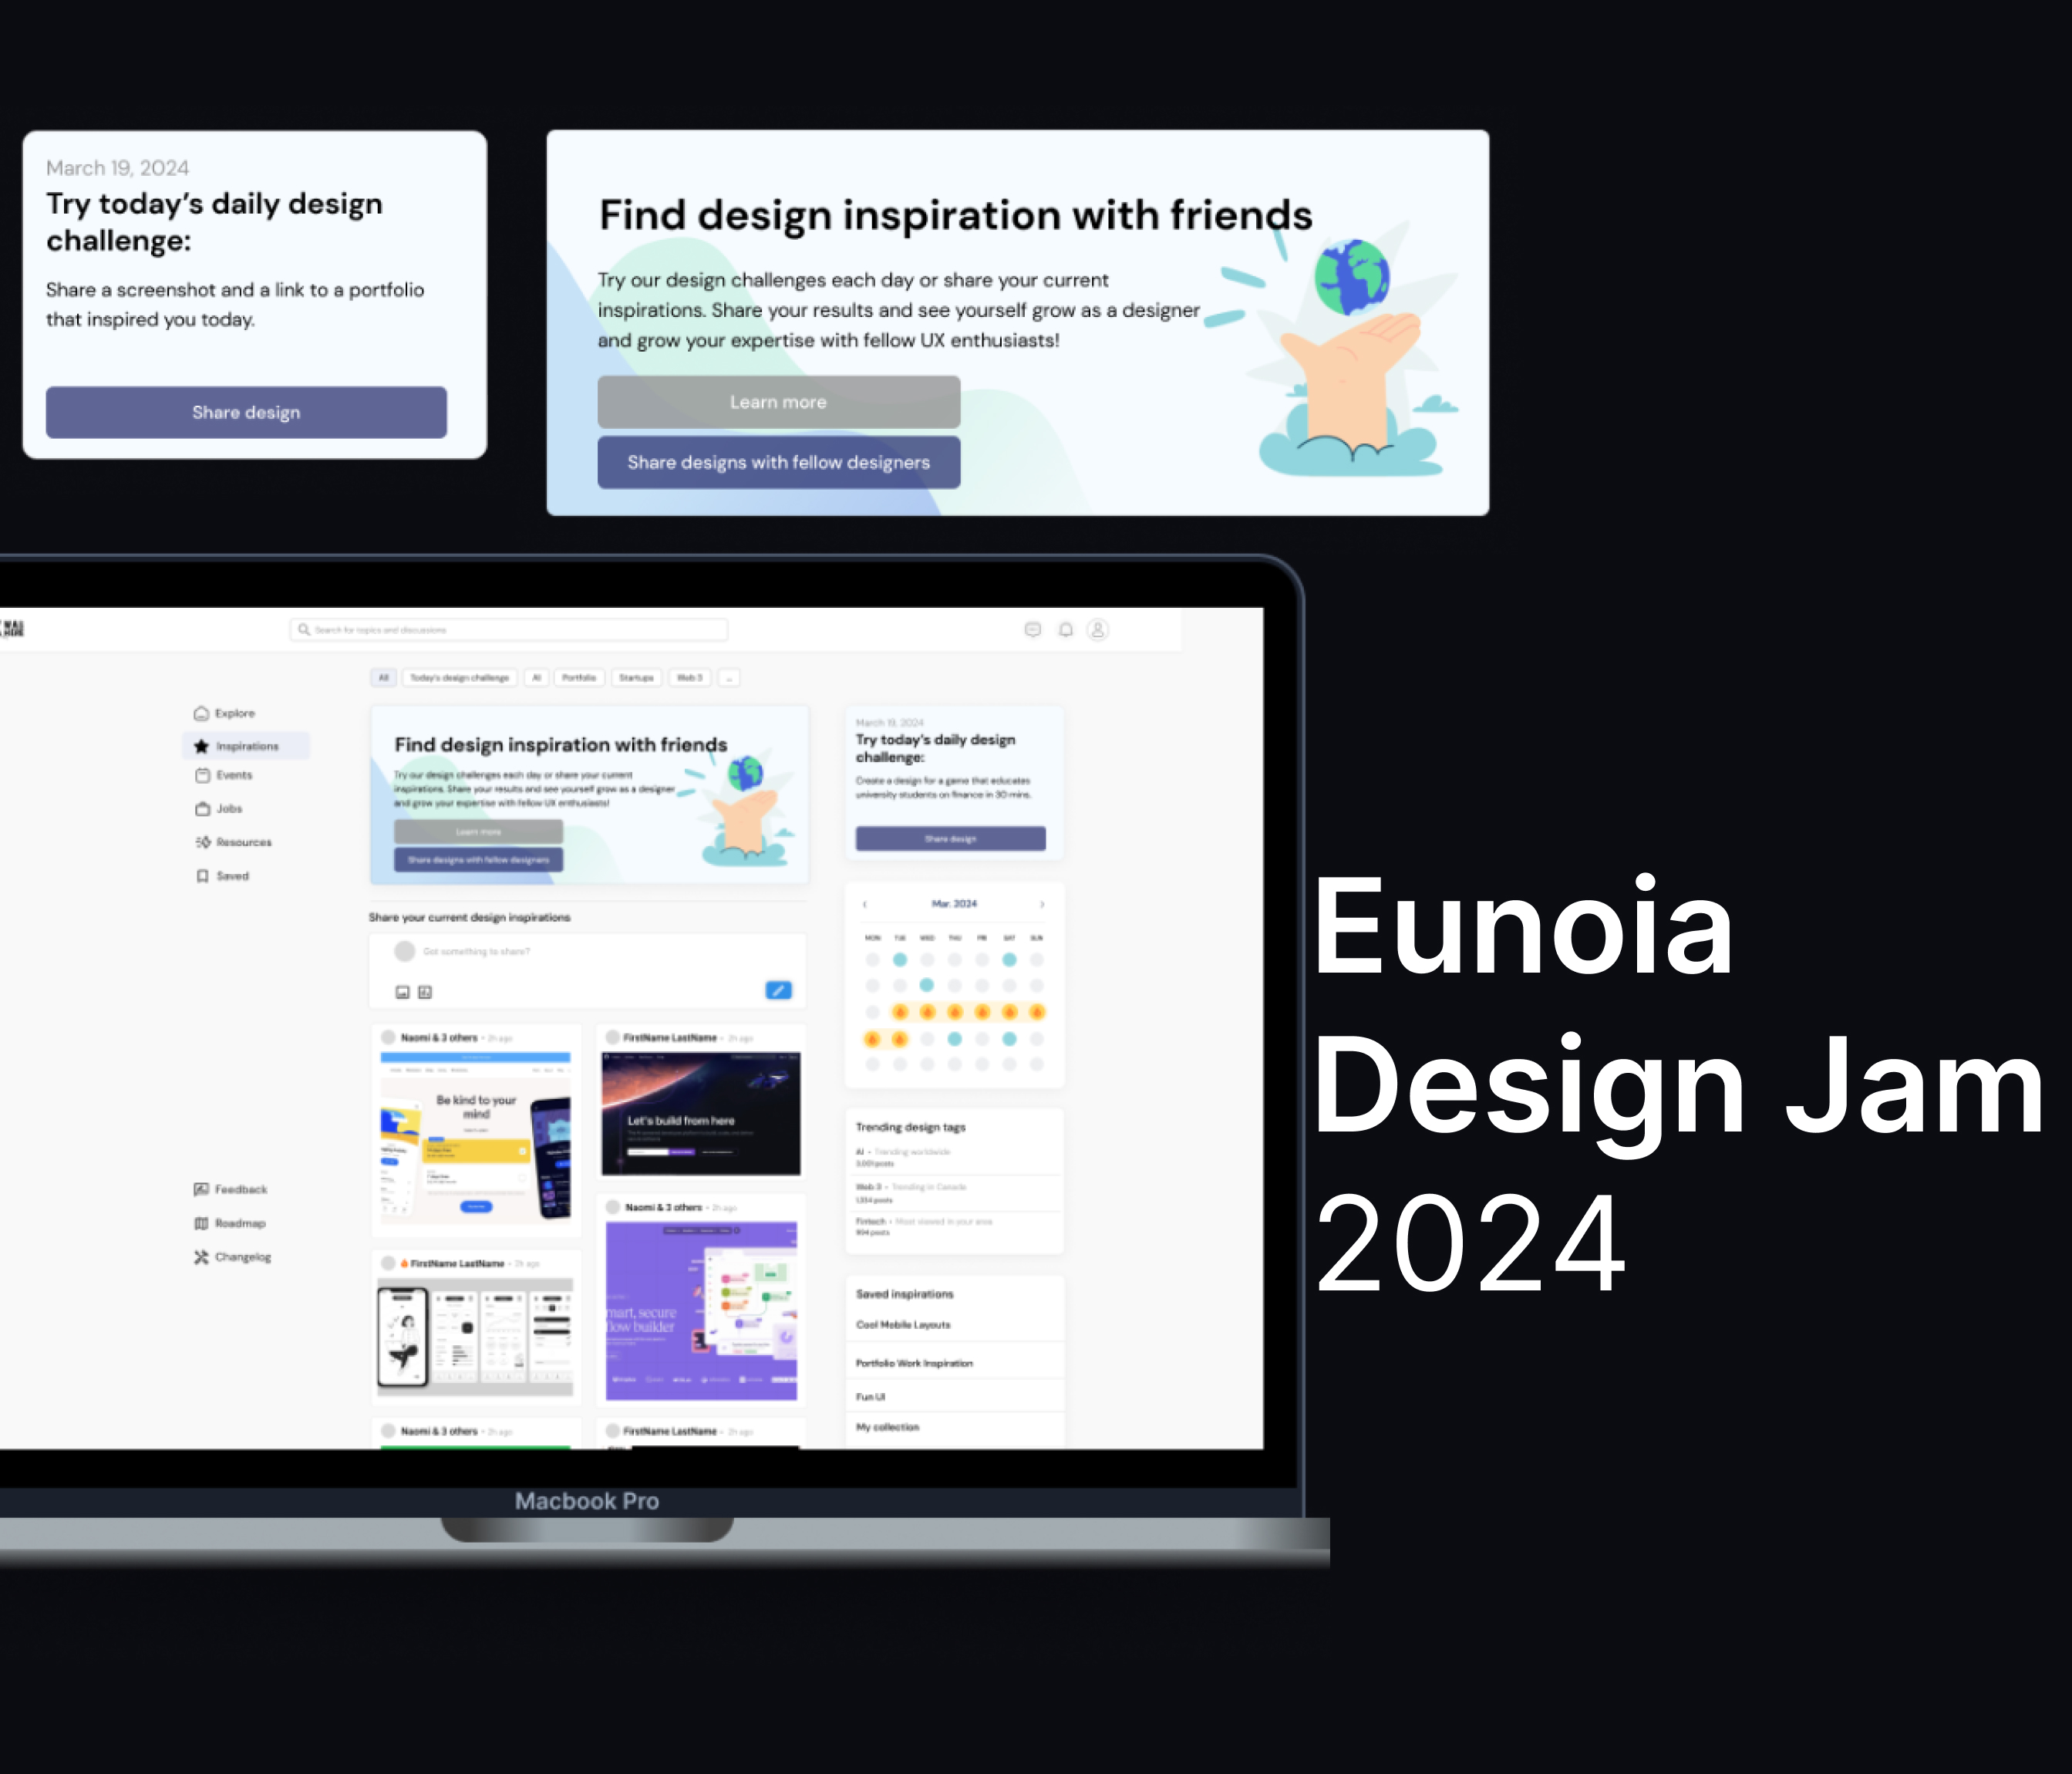 March 19, 2024
Try today's daily design
challenge:
Share a screenshot and a link to a portfolio
that inspired you today.
Share design
Find design inspiration with friends
Try our design challenges each day or share your current
inspirations. Share your results and see yourself grow as a designer
and grow your expertise with fellow UX enthusiasts!
Learn more
Share designs with fellow designers
WAS
HERE
Search for topics and discussions
All
Today's design challenge
AI
Portfolio
Startups
Web 3
...
Explore
Inspirations
Events
Jobs
Resources
Saved
Feedback
Roadmap
Changelog
Find design inspiration with friends
Try our design challenges each day or share your current
inspirations. Share your results and see yourself grow as a designer
and grow your expertise with fellow UX enthusiasts!
Learn more
Share designs with fellow designers
Share your current design inspirations
Got something to share?
Naomi & 3 others • 2h ago
Be kind to your
mind
FirstName LastName • 2h ago
Let's build from here
FirstName LastName • 2h ago
Naomi & 3 others • 2h ago
mart, secure
flow builder
Naomi & 3 others • 2h ago
FirstName LastName • 2h ago
March 19, 2024
Try today's daily design
challenge:
Create a design for a game that educates
university students on finance in 30 mins.
Share design
Mar. 2024
MON TUE WED THU FRI SAT SUN
Trending design tags
AI • Trending worldwide
3,001 posts
Web 3 • Trending in Canada
1,334 posts
Fintech • Most viewed in your area
994 posts
Saved inspirations
Cool Mobile Layouts
Portfolio Work Inspiration
Fun UI
My collection
Macbook Pro
Eunoia
Design Jam
2024